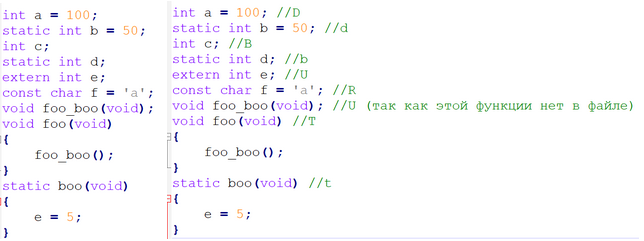 int a = 100;
static int b = 50;
int c;
static int d;
extern int e;
const char f = 'a';
void foo_boo(void);
void foo(void)
{
    foo_boo();
}
static boo(void)
{
    e = 5;
}
int a = 100; //D
static int b = 50; //d
int c; //B
static int d; //b
extern int e; //U
const char f = 'a'; //R
void foo_boo(void); //U (так как этой функции нет в файле)
void foo(void) //T
{
    foo_boo();
}
static boo(void) //t
{
    e = 5;
}